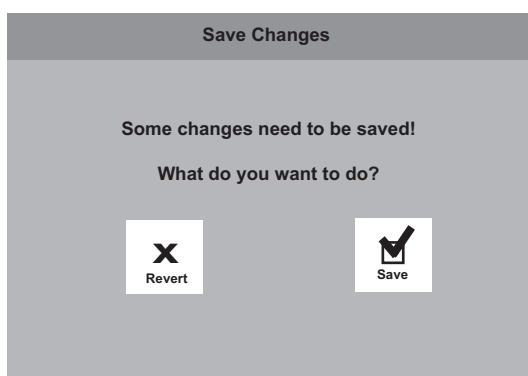 Save Changes
Some changes need to be saved!
What do you want to do?
Revert
Save